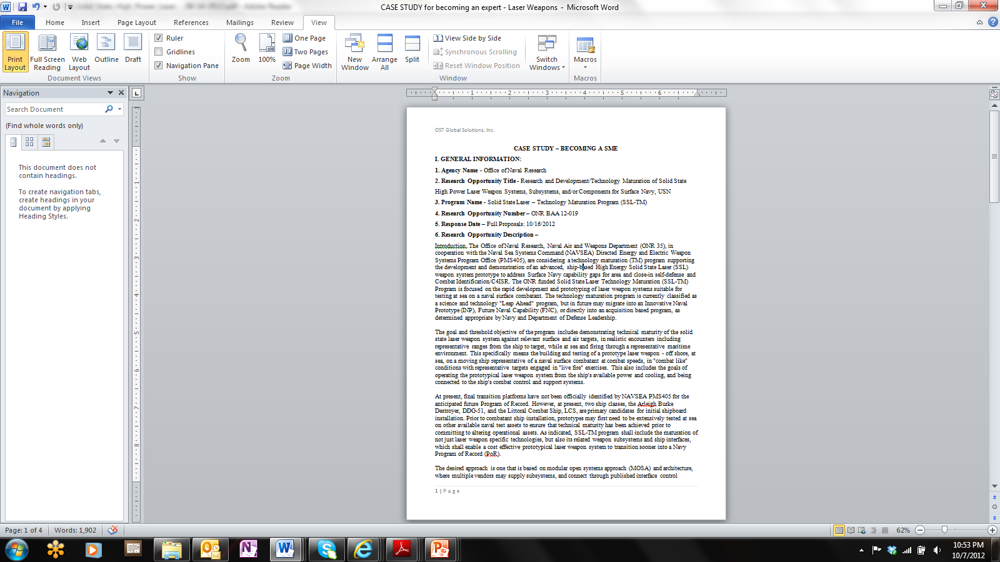 CASE STUDY for becoming an expert - Laser Weapons - Microsoft Word
File Home Insert Page Layout References Mailings Review View
Print Layout
Full Screen Reading
Web Layout
Outline
Draft
Document Views
Ruler
Gridlines
Navigation Pane
Show
Zoom
100
100%
One Page
Two Pages
Page Width
Zoom
New Window
Arrange All
Split
View Side by Side
Synchronous Scrolling
Reset Window Position
Window
Switch Windows
Macros
Macros
Navigation
Search Document
(Find whole words only)
This document does not
contain headings.
To create navigation tabs,
create headings in your
document by applying
Heading Styles.
L
1 2 3 4 5 6
1
2
3
4
5
6
7
8
OST Global Solutions, Inc.
CASE STUDY – BECOMING A SME
I. GENERAL INFORMATION:
1. Agency Name - Office of Naval Research
2. Research Opportunity Title - Research and Development/Technology Maturation of Solid State
High Power Laser Weapon Systems, Subsystems, and/or Components for Surface Navy, USN
3. Program Name - Solid State Laser – Technology Maturation Program (SSL-TM)
4. Research Opportunity Number – ONR BAA 12-019
5. Response Date – Full Proposals: 10/16/2012
6. Research Opportunity Description –
Introduction. The Office of Naval Research, Naval Air and Weapons Department (ONR 35), in
cooperation with the Naval Sea Systems Command (NAVSEA) Directed Energy and Electric Weapon
Systems Program Office (PMS405), are considering a technology maturation (TM) program supporting
the development and demonstration of an advanced, ship-based High Energy Solid State Laser (SSL)
weapon system prototype to address Surface Navy capability gaps for area and close-in self-defense and
Combat Identification/C4ISR. The ONR funded Solid State Laser Technology Maturation (SSL-TM)
Program is focused on the rapid development and prototyping of laser weapon systems suitable for
testing at sea on a naval surface combatant. The technology maturation program is currently classified as
a science and technology "Leap Ahead" program, but in future may migrate into an Innovative Naval
Prototype (INP), Future Naval Capability (FNC), or directly into an acquisition based program, as
determined appropriate by Navy and Department of Defense Leadership.
The goal and threshold objective of the program includes demonstrating technical maturity of the solid
state laser weapon system against relevant surface and air targets, in realistic encounters including
representative ranges from the ship to target, while at sea and firing through a representative maritime
environment. This specifically means the building and testing of a prototype laser weapon - off shore, at
sea, on a moving ship representative of a naval surface combatant at combat speeds, in "combat like"
conditions with representative targets engaged in "live fire" exercises. This also includes the goals of
operating the prototypical laser weapon system from the ship's available power and cooling, and being
connected to the ship's combat control and support systems.
At present, final transition platforms have not been officially identified by NAVSEA PMS405 for the
anticipated future Program of Record. However, at present, two ship classes, the Arleigh Burke
Destroyer, DDG-51, and the Littoral Combat Ship, LCS, are primary candidates for initial shipboard
installation. Prior to combatant ship installation, prototypes may first need to be extensively tested at sea
on other available naval test assets to ensure that technical maturity has been achieved prior to
committing to altering operational assets. As indicated, SSL-TM program shall include the maturation of
not just laser weapon specific technologies, but also its related weapon subsystems and ship interfaces,
which shall enable a cost effective prototypical laser weapon system to transition sooner into a Navy
Program of Record (PoR).
The desired approach is one that is based on modular open systems approach (MOSA) and architecture,
where multiple vendors may supply subsystems, and connect through published interface control
1 | Page
Page: 1 of 4 Words: 1,902
62%
10:53 PM
10/7/2012